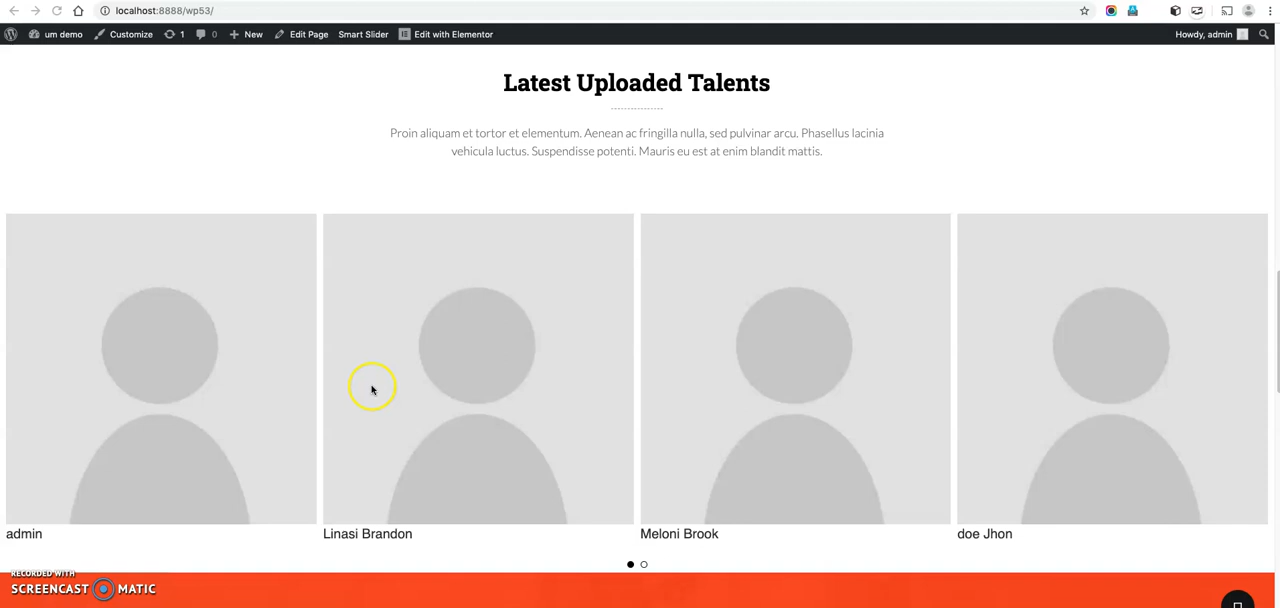 localhost:8888/wp53/
um demo Customize 1 0 New Edit Page Smart Slider Edit with Elementor Howdy, admin
Latest Uploaded Talents
Proin aliquam et tortor et elementum. Aenean ac fringilla nulla, sed pulvinar arcu. Phasellus lacinia
vehicula luctus. Suspendisse potenti. Mauris eu est at enim blandit mattis.
admin Linasi Brandon Meloni Brook doe Jhon
RECORDED WITH
SCREENCAST MATIC